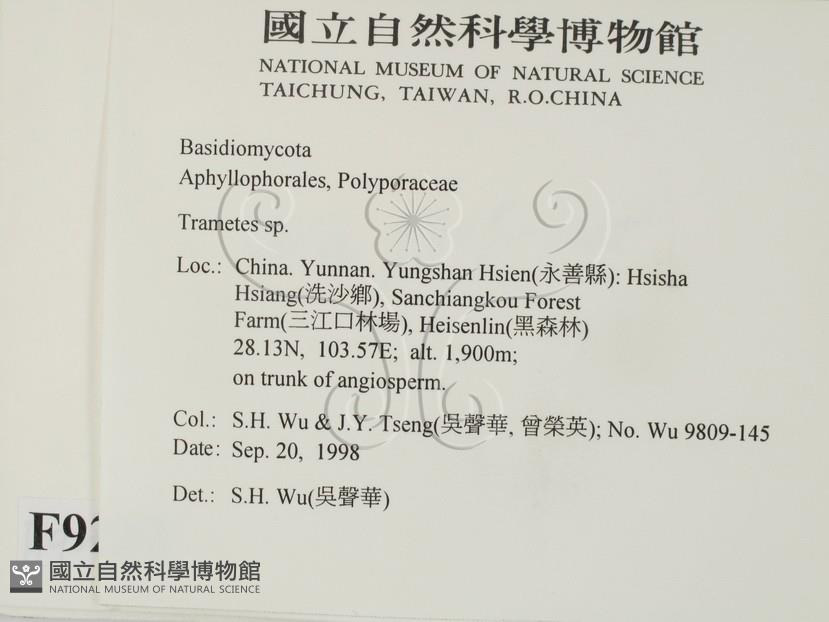 國立自然科學博物館
NATIONAL MUSEUM OF NATURAL SCIENCE
TAICHUNG, TAIWAN, R.O.CHINA
Basidiomycota
Aphyllophorales, Polyporaceae
Trametes sp.
Loc.: China. Yunnan. Yungshan Hsien(永善縣): Hsisha
Hsiang(洗沙鄉), Sanchiangkou Forest
Farm(三江口林場), Heisenlin(黑森林)
28.13N, 103.57E; alt. 1,900m;
on trunk of angiosperm.
Col.: S.H. Wu & J.Y. Tseng(吳聲華, 曾榮英); No. Wu 9809-145
Date: Sep. 20, 1998
Det.: S.H. Wu(吳聲華)
F92
國立自然科學博物館
NATIONAL MUSEUM OF NATURAL SCIENCE